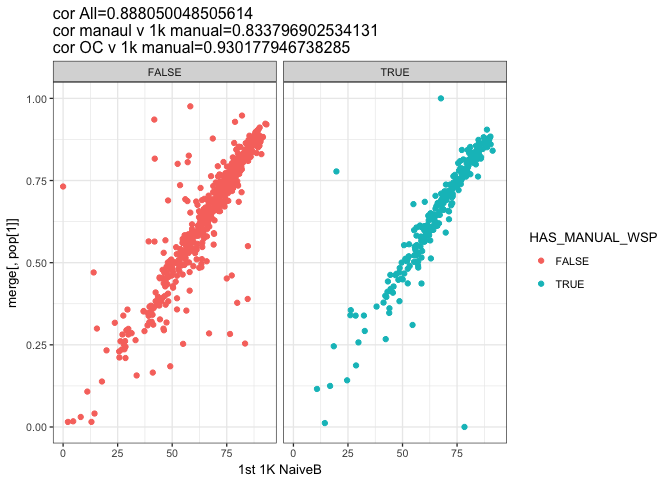 cor All=0.888050048505614
cor manaul v 1k manual=0.833796902534131
cor OC v 1k manual=0.930177946738285
FALSE
TRUE
1.00
0.75
0.50
0.25
0.00
merge[, pop[1]]
0
25
50
75
0
25
50
75
1st 1K NaiveB
HAS_MANUAL_WSP
FALSE
TRUE